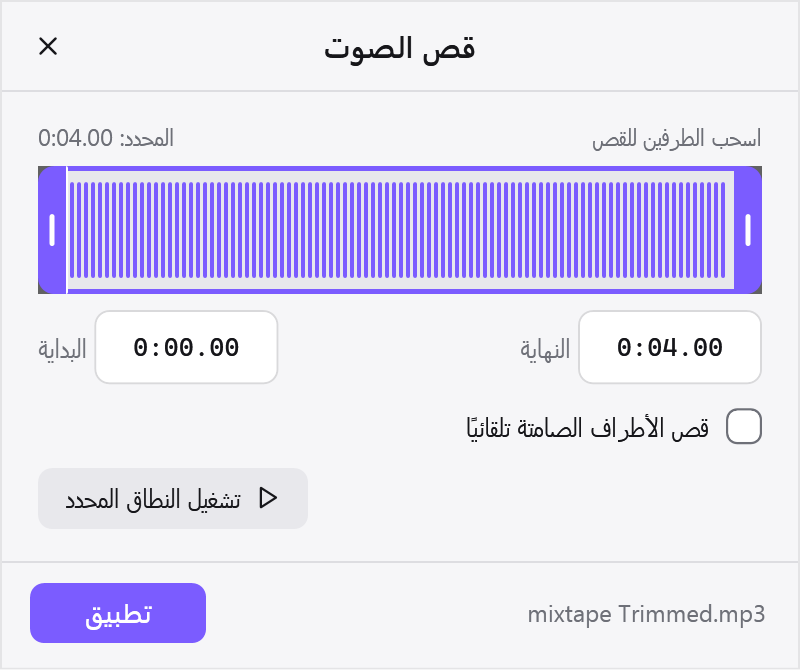 قص الصوت
اسحب الطرفين للقص
المحدد: 0:04.00
0:04.00 النهاية
0:00.00 البداية
قص الأطراف الصامتة تلقائيًا
تشغيل النطاق المحدد
mixtape Trimmed.mp3
تطبيق